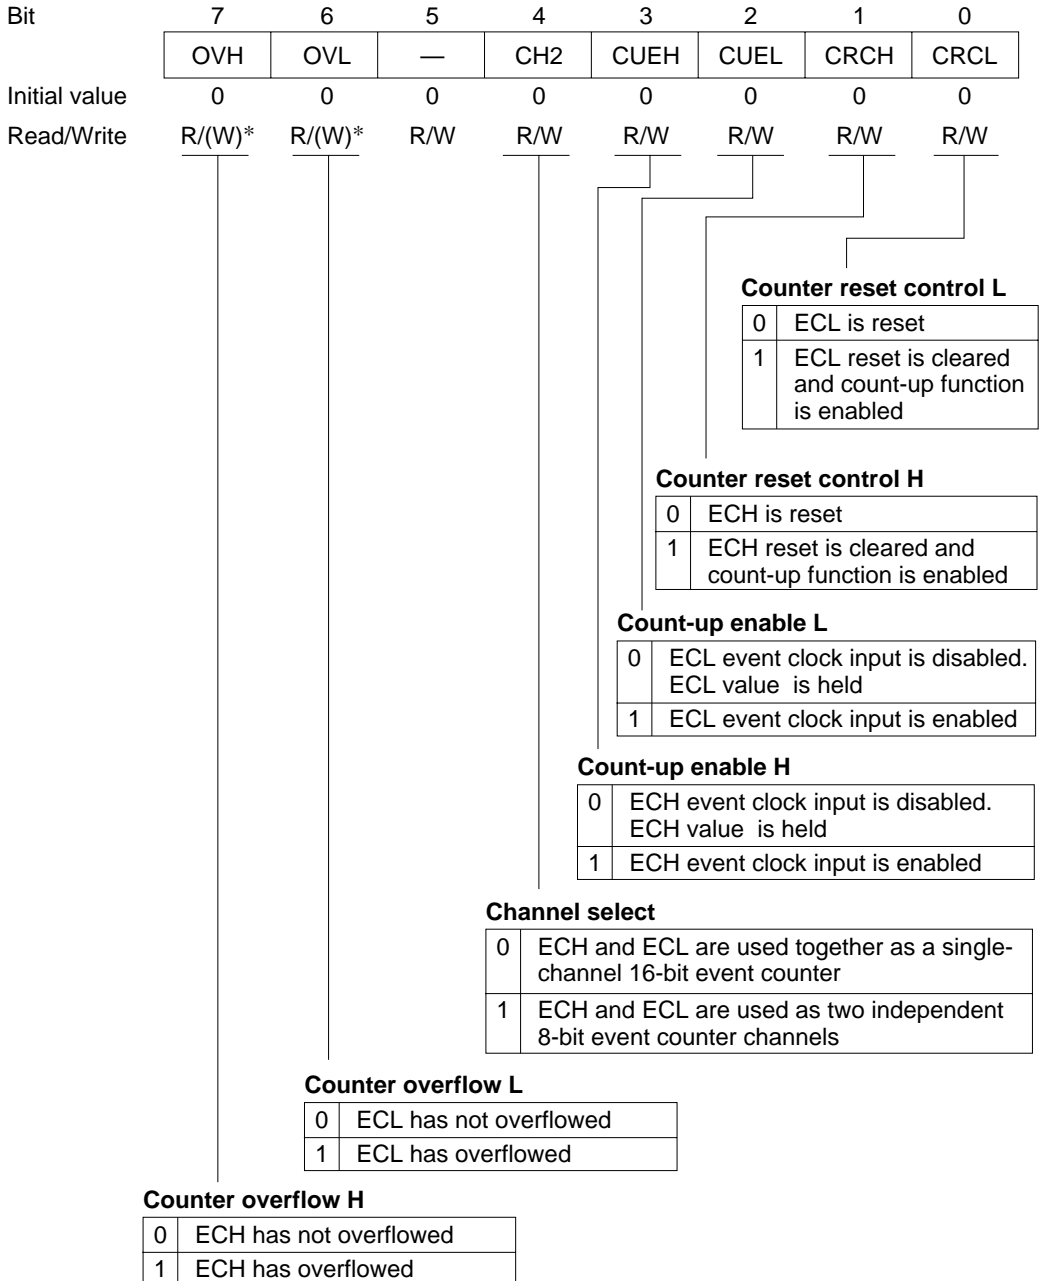 Bit 7 6 5 4 3 2 1 0
OVH OVL — CH2 CUEH CUEL CRCH CRCL
Initial value 0 0 0 0 0 0 0 0
Read/Write R/(W)* R/(W)* R/W R/W R/W R/W R/W R/W
Counter reset control L
0 ECL is reset
1 ECL reset is cleared
and count-up function
is enabled
Counter reset control H
0 ECH is reset
1 ECH reset is cleared and
count-up function is enabled
Count-up enable L
0 ECL event clock input is disabled.
ECL value is held
1 ECL event clock input is enabled
Count-up enable H
0 ECH event clock input is disabled.
ECH value is held
1 ECH event clock input is enabled
Channel select
0 ECH and ECL are used together as a single-
channel 16-bit event counter
1 ECH and ECL are used as two independent
8-bit event counter channels
Counter overflow L
0 ECL has not overflowed
1 ECL has overflowed
Counter overflow H
0 ECH has not overflowed
1 ECH has overflowed